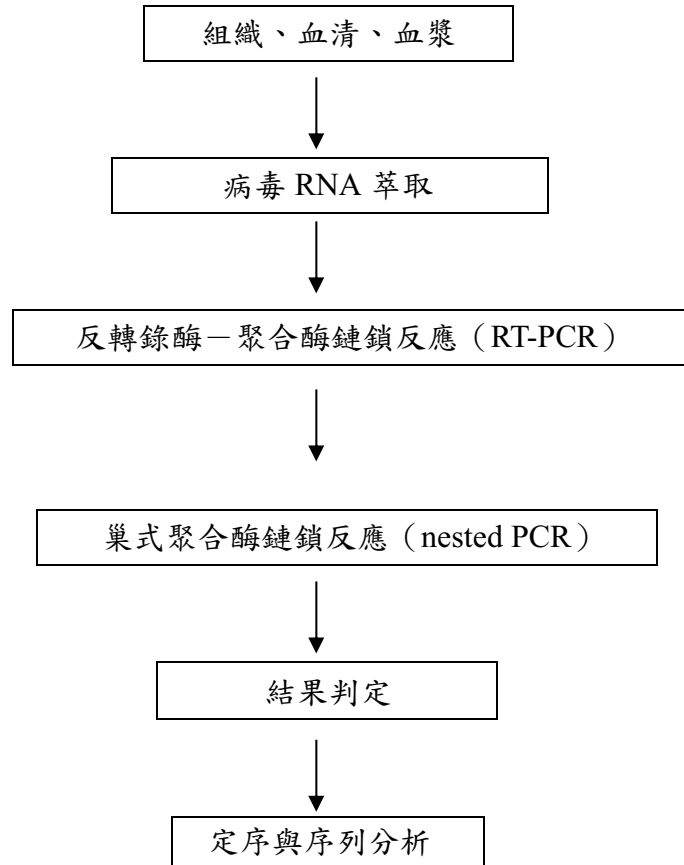 組織、血清、血漿
病毒 RNA 萃取
反轉錄酶－聚合酶鏈鎖反應（RT-PCR）
巢式聚合酶鏈鎖反應（nested PCR）
結果判定
定序與序列分析